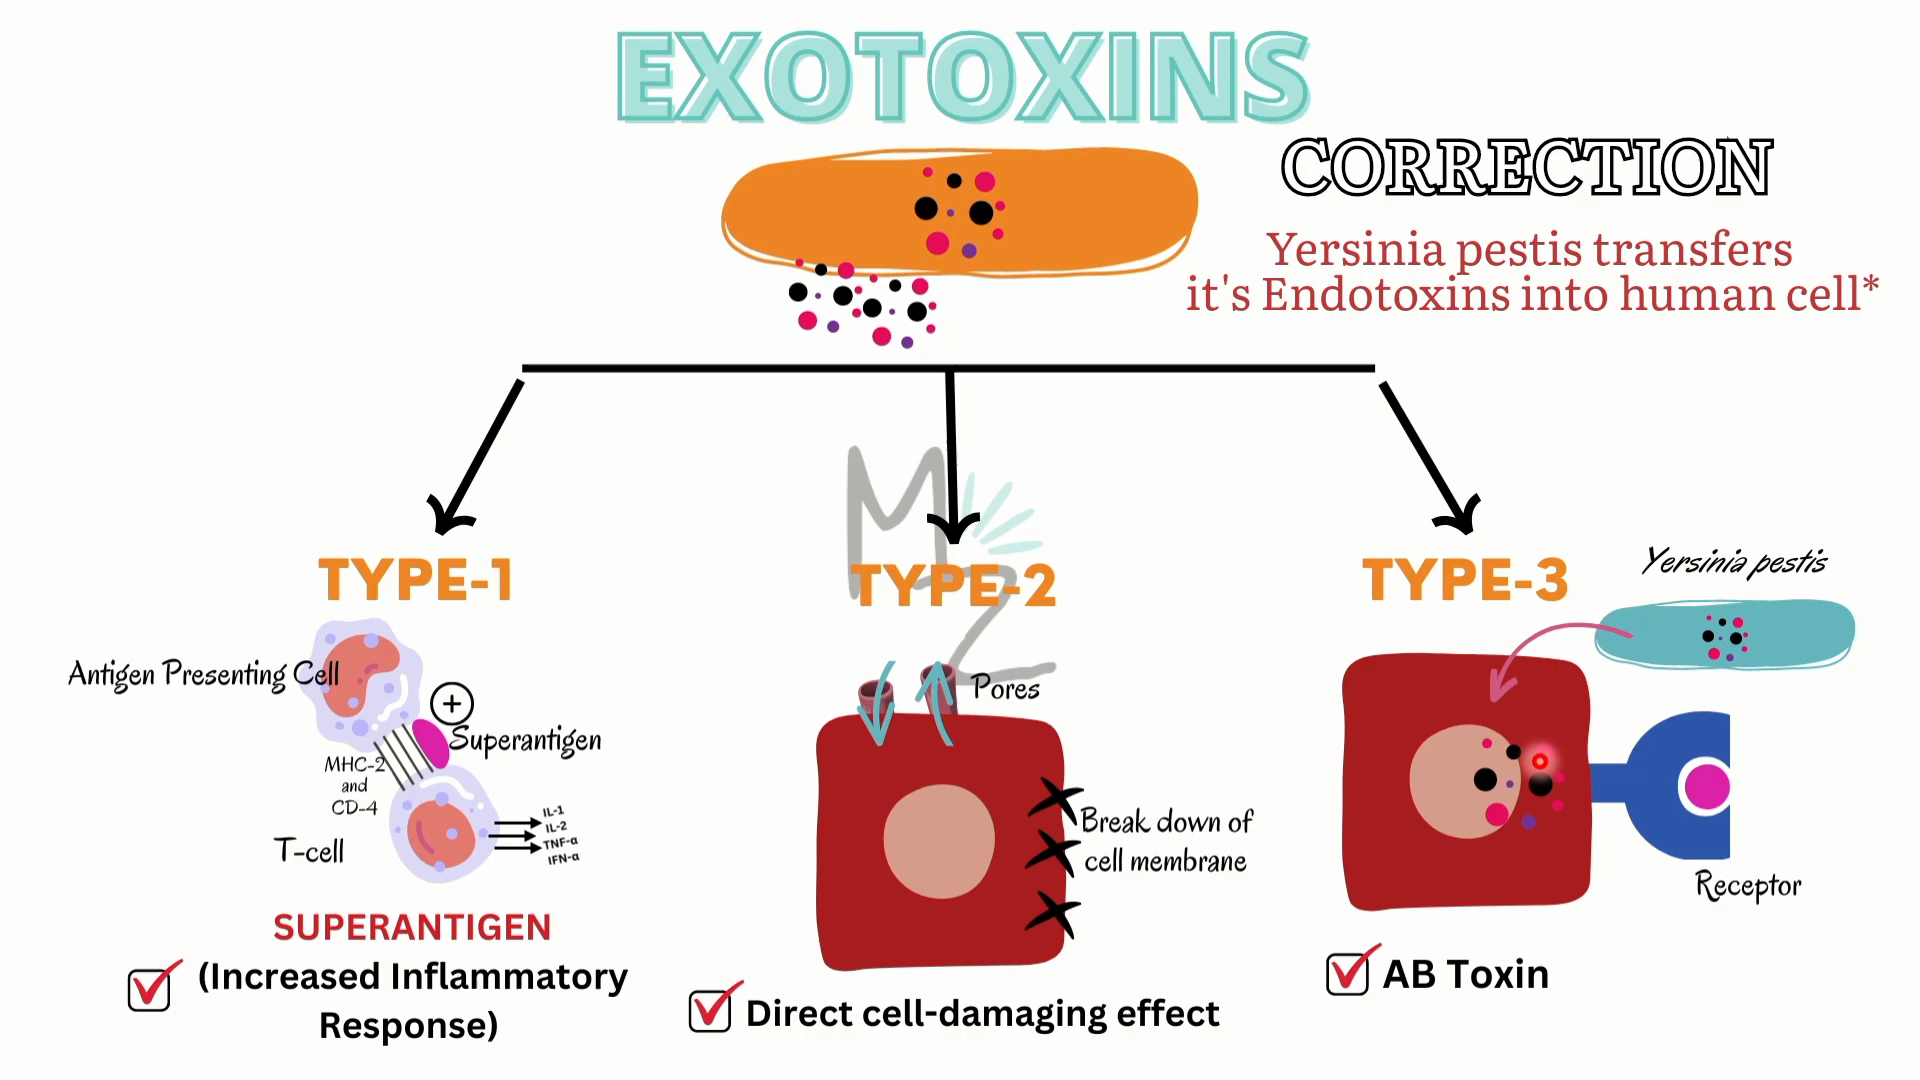 EXOTOXINS
CORRECTION
Yersinia pestis transfers
it's Endotoxins into human cell*
MZ
TYPE-1
TYPE-2
TYPE-3
Yersinia pestis
Antigen Presenting Cell
+
Superantigen
MHC-2
and
CD-4
T-cell
IL-1
IL-2
TNF-α
IFN-α
Pores
Break down of
cell membrane
Receptor
SUPERANTIGEN
(Increased Inflammatory
Response)
Direct cell-damaging effect
AB Toxin